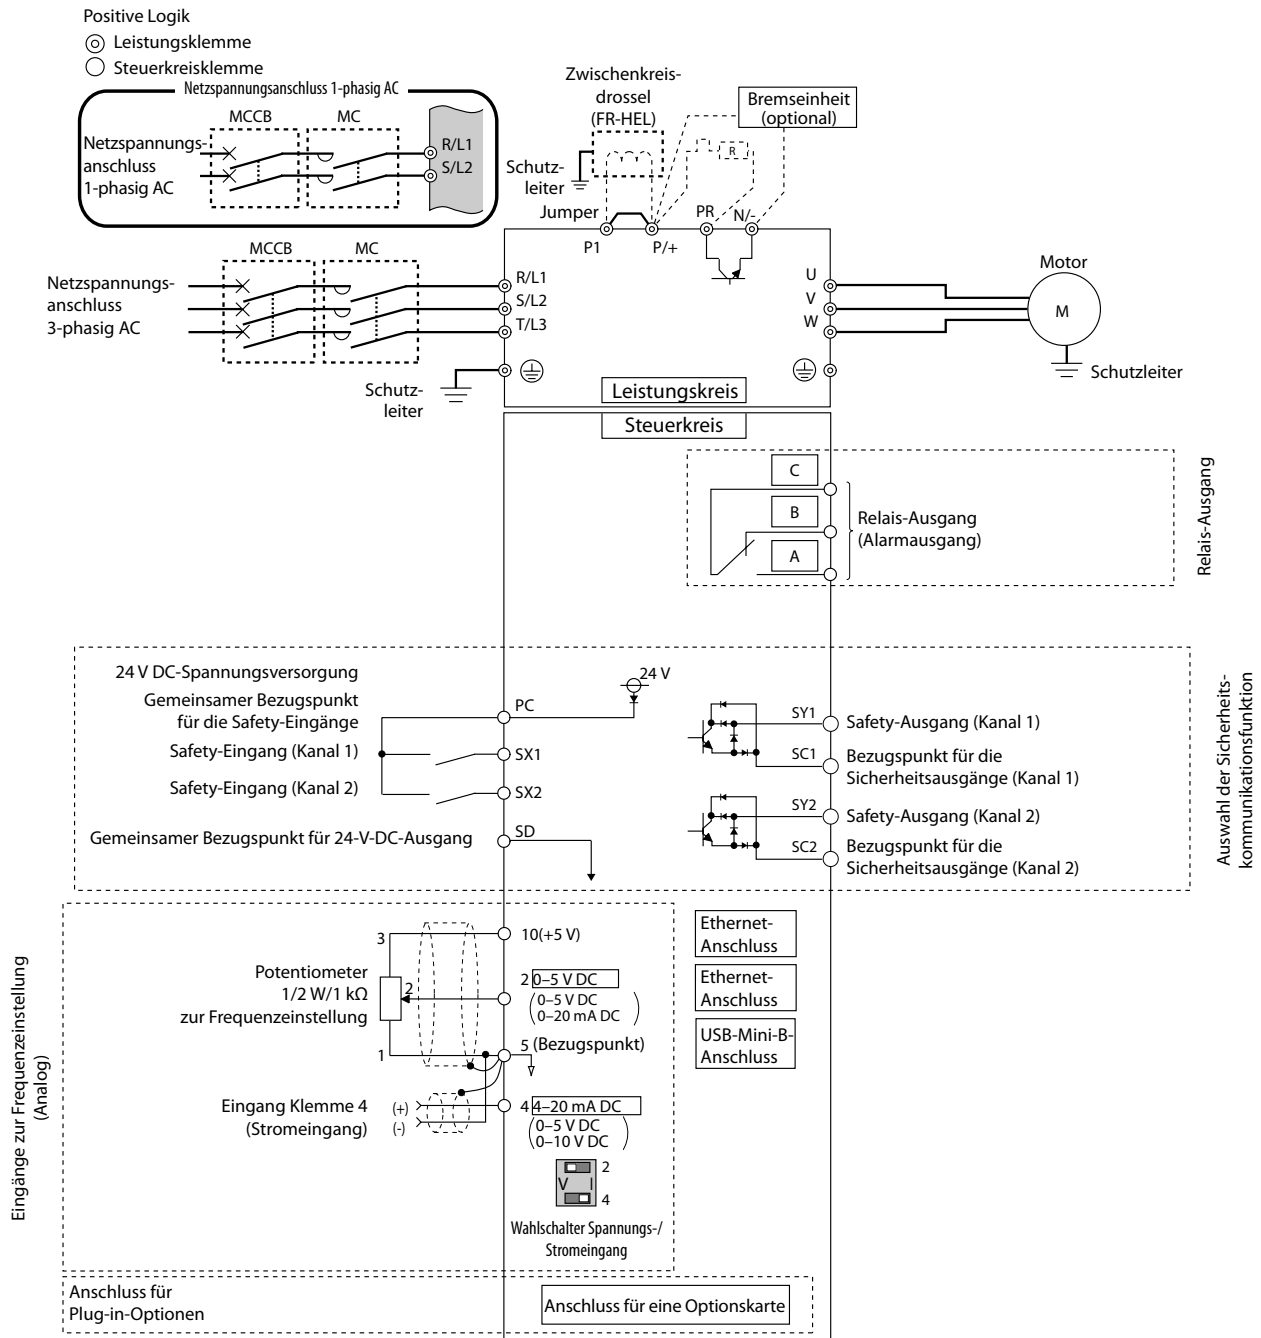 Positive Logik
Leistungsklemme
Steuerkreisklemme
Netzspannungsanschluss 1-phasig AC
MCCB
MC
Netzspannungs-
anschluss
1-phasig AC
R/L1
S/L2
Zwischenkreis-
drossel
(FR-HEL)
Bremseinheit
(optional)
R
Schutz-
leiter
Jumper
P1
P/+
PR
N/-
MCCB
MC
Netzspannungs-
anschluss
3-phasig AC
R/L1
S/L2
T/L3
Schutz-
leiter
U
V
W
Motor
M
Schutzleiter
Leistungskreis
Steuerkreis
C
B
A
Relais-Ausgang
(Alarmausgang)
Relais-Ausgang
24 V DC-Spannungsversorgung
Gemeinsamer Bezugspunkt
für die Safety-Eingänge
Safety-Eingang (Kanal 1)
Safety-Eingang (Kanal 2)
Gemeinsamer Bezugspunkt für 24-V-DC-Ausgang
PC
24 V
SX1
SX2
SD
SY1
Safety-Ausgang (Kanal 1)
SC1
Bezugspunkt für die
Sicherheitsausgänge (Kanal 1)
SY2
Safety-Ausgang (Kanal 2)
SC2
Bezugspunkt für die
Sicherheitsausgänge (Kanal 2)
Auswahl der Sicherheits-
kommunikationsfunktion
Eingänge zur Frequenzeinstellung
(Analog)
Potentiometer
1/2 W/1 kΩ
zur Frequenzeinstellung
3
2
1
10(+5 V)
2 0–5 V DC
(0–5 V DC
0–20 mA DC)
5 (Bezugspunkt)
Eingang Klemme 4
(Stromeingang)
(+)
(-)
4 4–20 mA DC
(0–5 V DC
0–10 V DC)
2
V I
4
Wahlschalter Spannungs-/
Stromeingang
Ethernet-
Anschluss
Ethernet-
Anschluss
USB-Mini-B-
Anschluss
Anschluss für
Plug-in-Optionen
Anschluss für eine Optionskarte